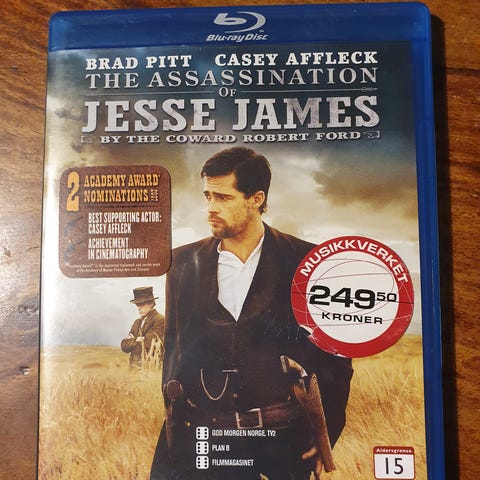 Blu-ray Disc
BRAD PITT CASEY AFFLECK
THE ASSASSINATION
OF
JESSE JAMES
BY THE COWARD ROBERT FORD
2 ACADEMY AWARD®
NOMINATIONS
BEST SUPPORTING ACTOR:
CASEY AFFLECK
ACHIEVEMENT
IN CINEMATOGRAPHY
MUSIKKVERKET
249 50
KRONER
GOD MORGEN NORGE, TV2
PLAN B
FILMMAGASINET
Aldersgrense
15